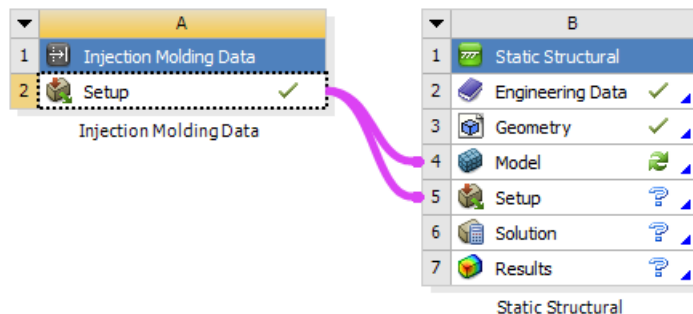 A
1 Injection Molding Data
2 Setup
Injection Molding Data
B
1 Static Structural
2 Engineering Data
3 Geometry
4 Model
5 Setup
6 Solution
7 Results
Static Structural